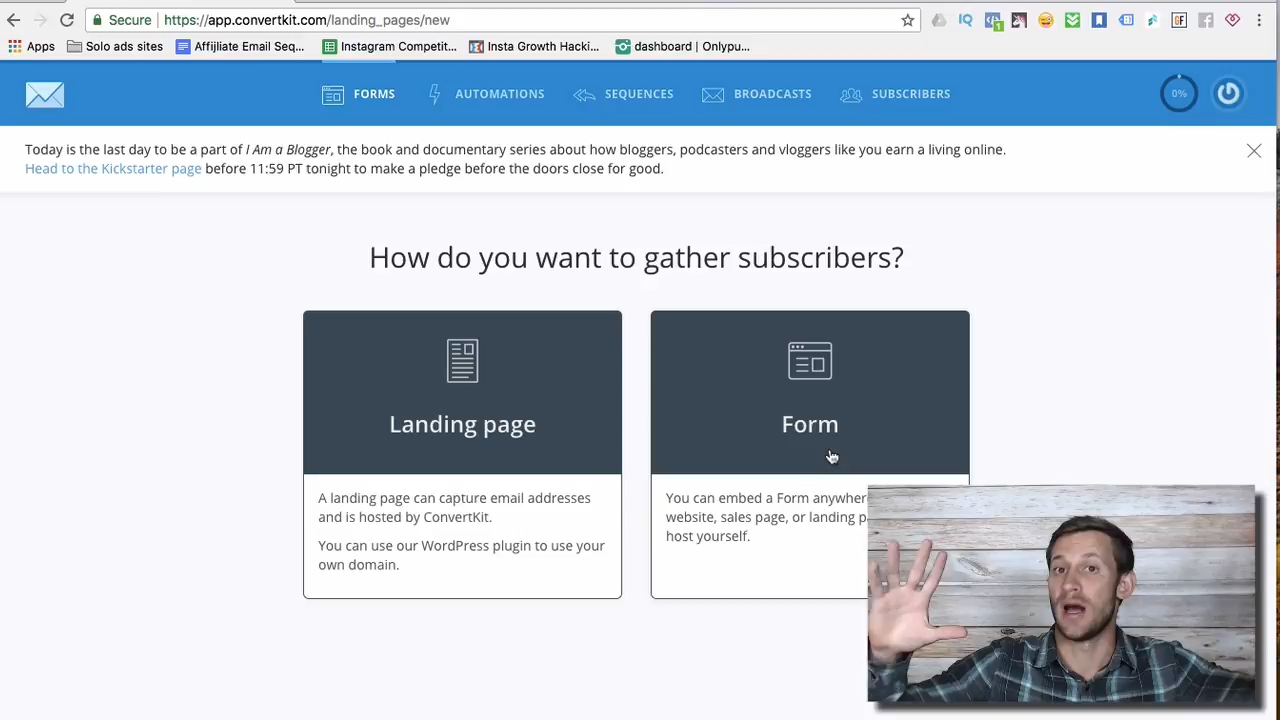 Secure
https://app.convertkit.com/landing_pages/new
Apps
Solo ads sites
Affijliate Email Seq...
Instagram Competit...
Insta Growth Hacki...
dashboard | Onlypu...
FORMS
AUTOMATIONS
SEQUENCES
BROADCASTS
SUBSCRIBERS
0%
Today is the last day to be a part of I Am a Blogger, the book and documentary series about how bloggers, podcasters and vloggers like you earn a living online.
Head to the Kickstarter page before 11:59 PT tonight to make a pledge before the doors close for good.
How do you want to gather subscribers?
Landing page
A landing page can capture email addresses
and is hosted by ConvertKit.
You can use our WordPress plugin to use your
own domain.
Form
You can embed a Form anywher
website, sales page, or landing p
host yourself.